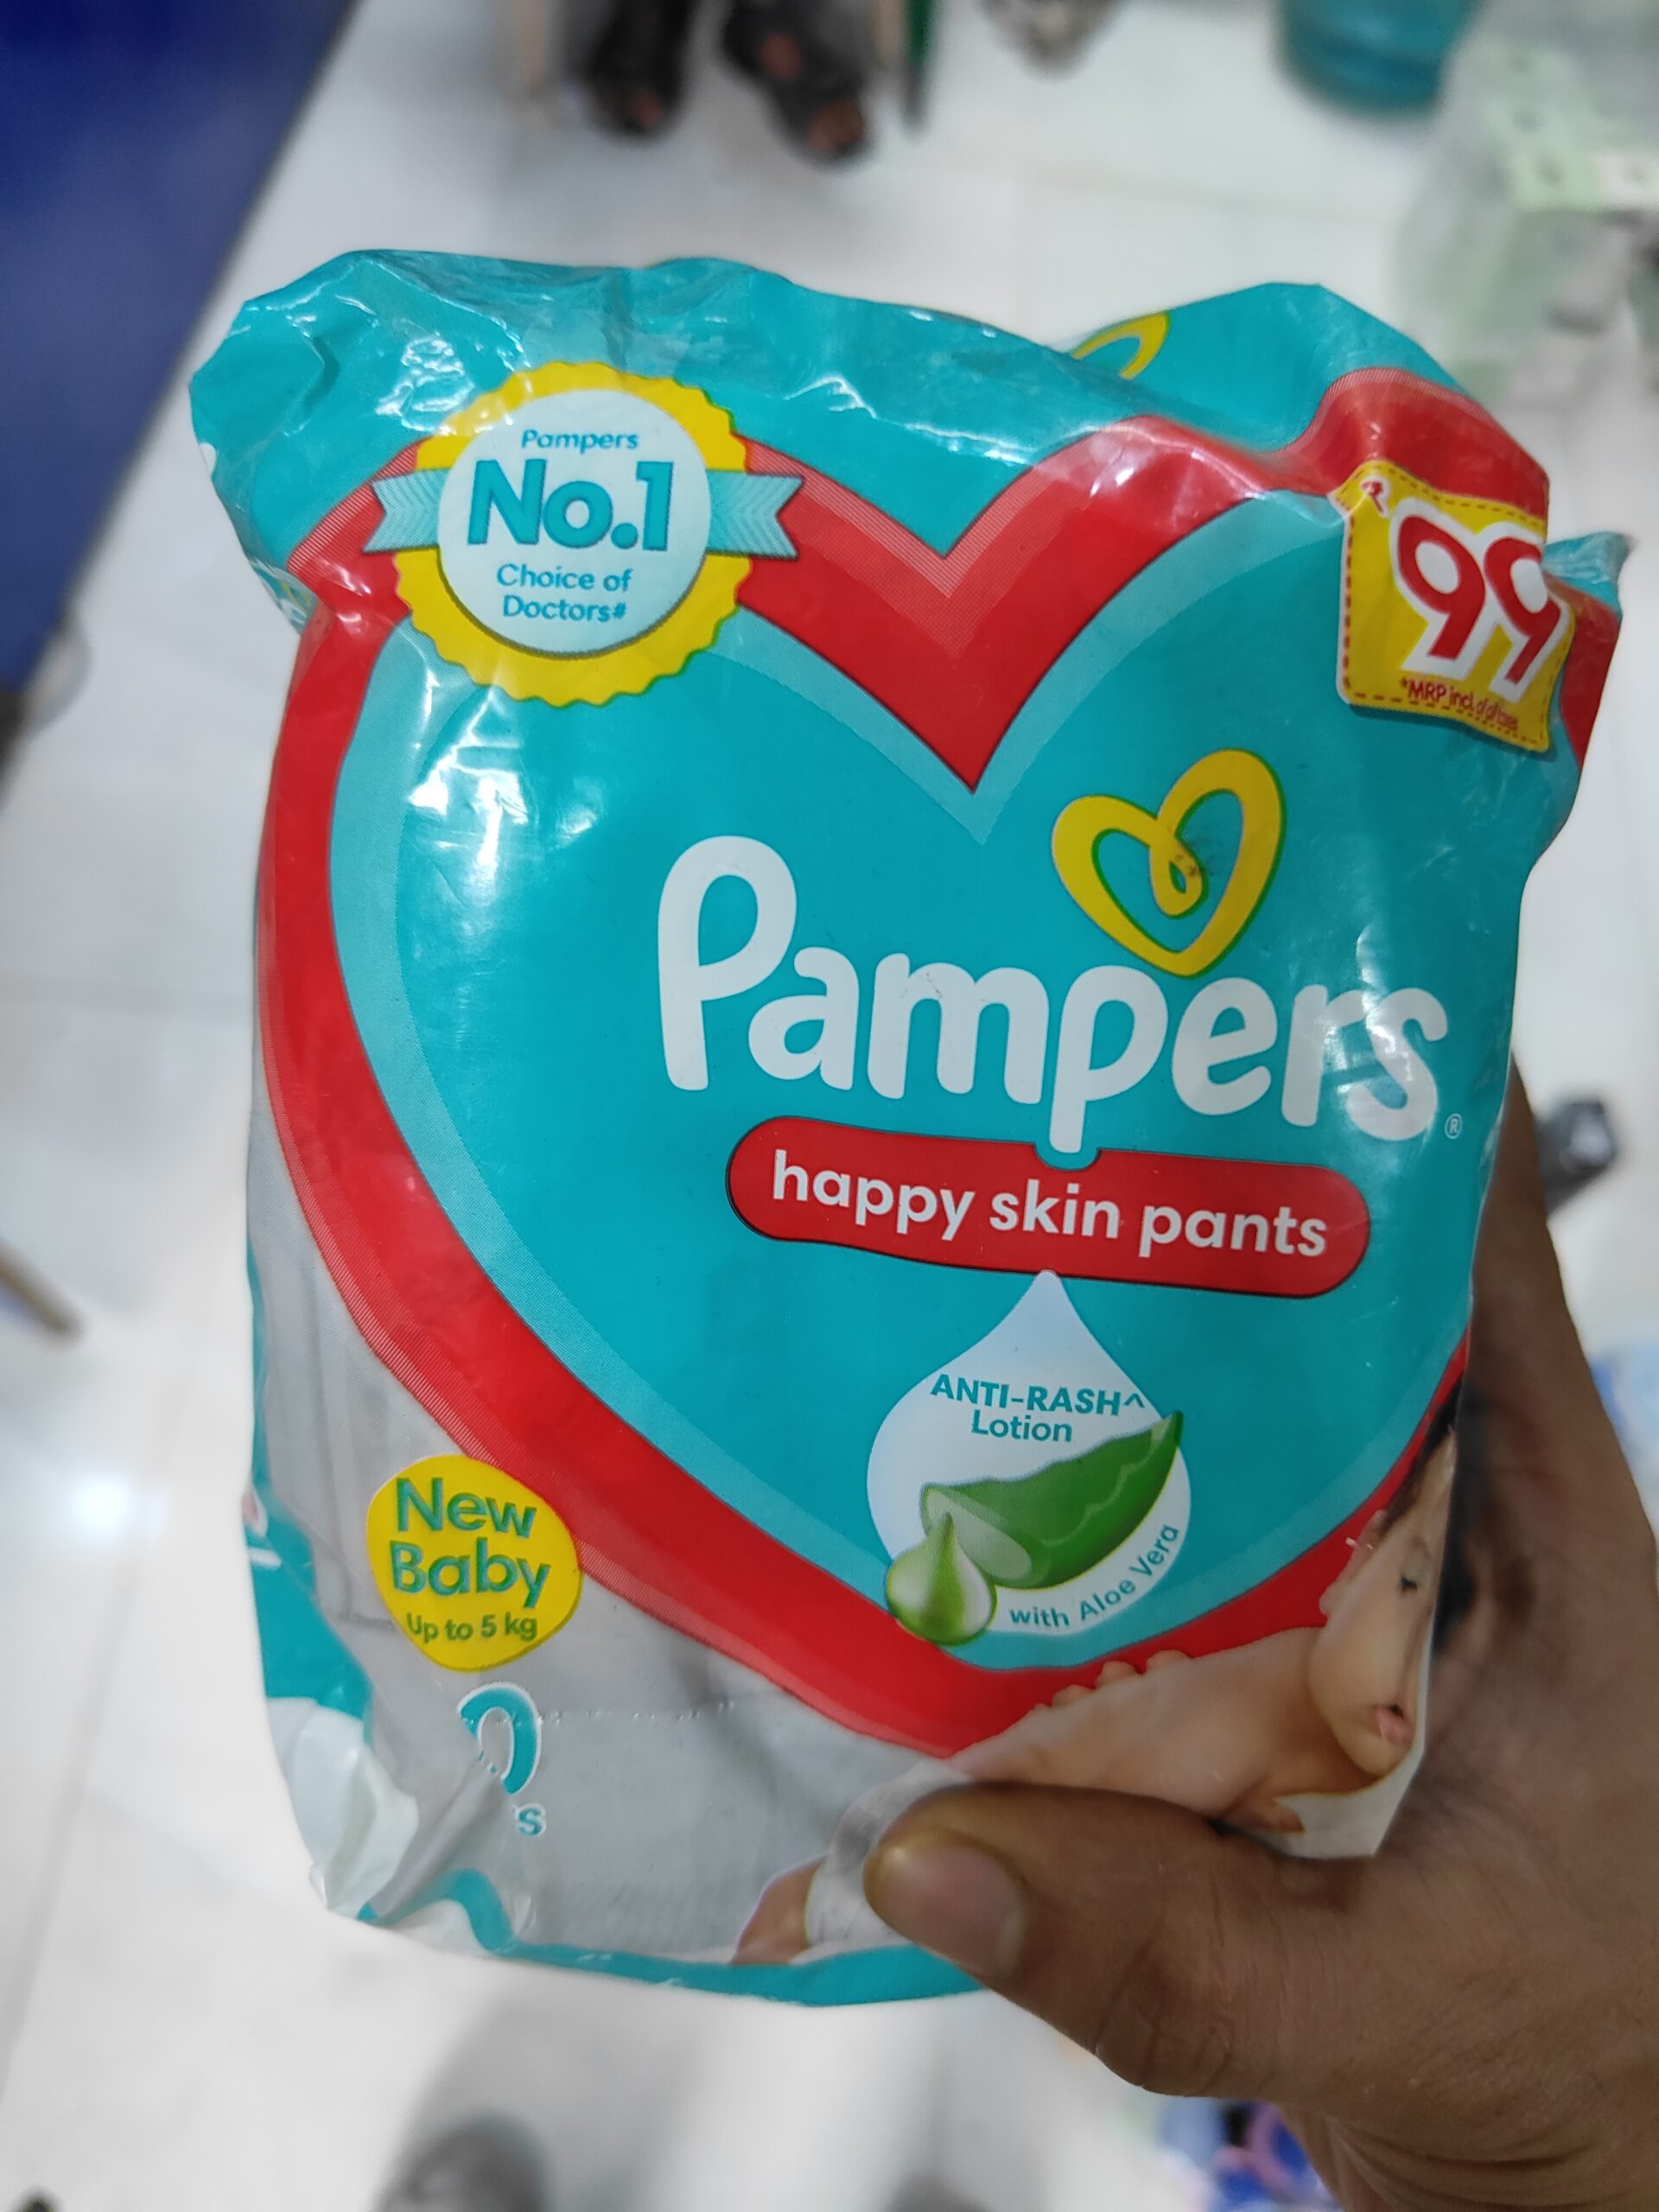 Pampers
No.1
Choice of
Doctors#
₹ 99
*MRP incl. of all taxes
Pampers®
happy skin pants
ANTI-RASH^
Lotion
with Aloe Vera
New
Baby
Up to 5 kg